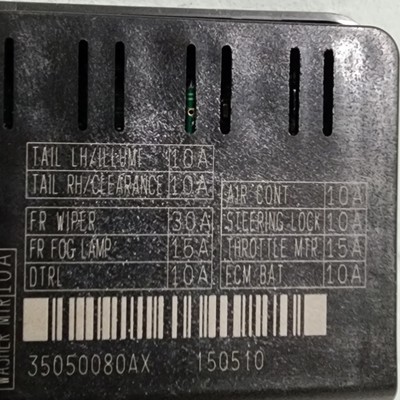 TAIL LH/ILLUMI 10A
TAIL RH/CLEARANCE 10A
FR WIPER 30A
FR FOG LAMP 15A
DTRL 10A
AIR CONT 10A
STEERING LOCK 10A
THROTTLE MTR 15A
ECM BAT 10A
WASHER MTR 10A
35050080AX 150510